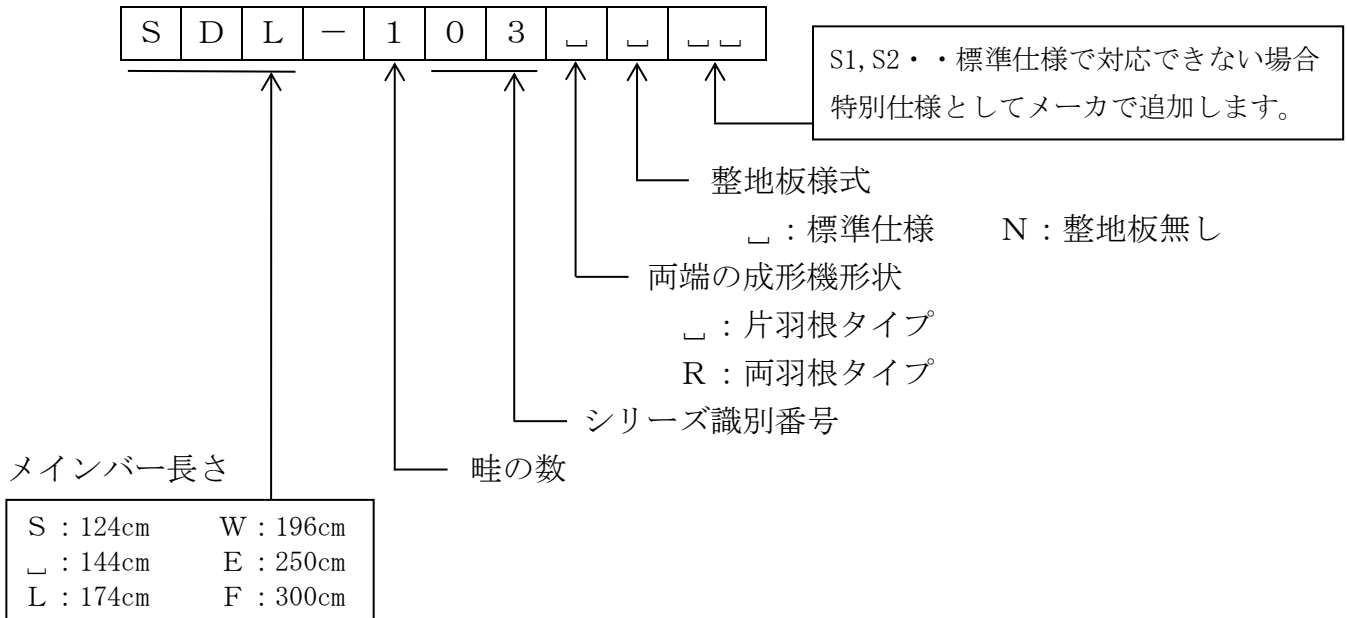 ＳＤＬ－１０３␣␣␣␣
S1,S2・・標準仕様で対応できない場合
特別仕様としてメーカで追加します。
整地板様式
␣：標準仕様　　Ｎ：整地板無し
両端の成形機形状
␣：片羽根タイプ
Ｒ：両羽根タイプ
シリーズ識別番号
メインバー長さ
畦の数
Ｓ：124cm　　Ｗ：196cm
␣：144cm　　Ｅ：250cm
Ｌ：174cm　　Ｆ：300cm